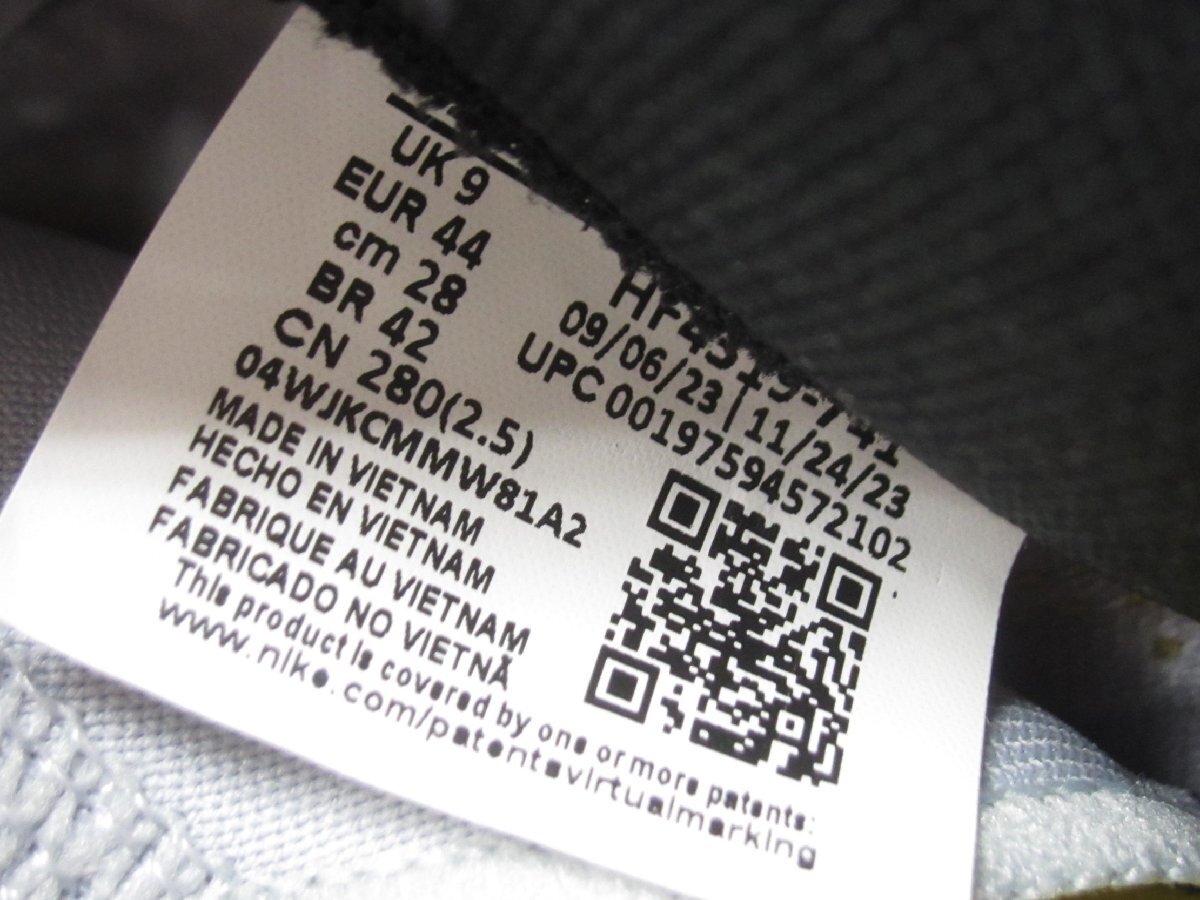 UK 9
EUR 44
cm 28
BR 42
CN 280(2.5)
04WJKCMMW81A2
MADE IN VIETNAM
HECHO EN VIETNAM
FABRIQUE AU VIETNAM
FABRICADO NO VIETNÃ
This product is covered by one or more patents:
www.nike.com/patentsvirtualmarking
09/06/23 | 11/24/23
UPC 00197594572102